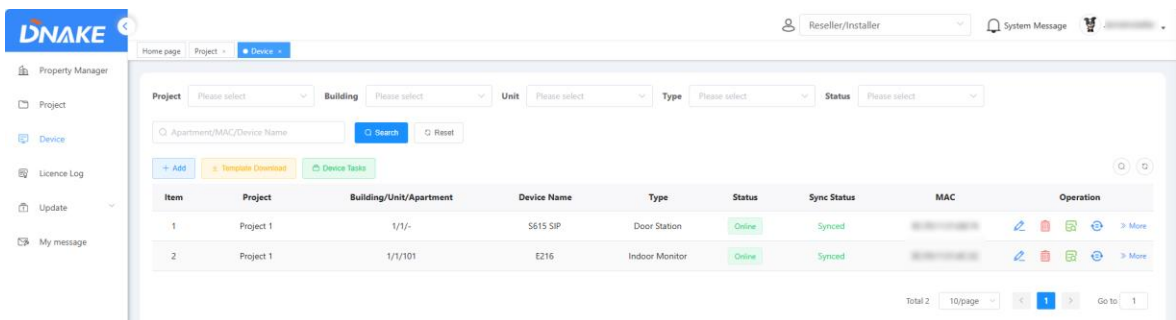 DNAKE
Reseller/Installer
System Message
Home page Project × Device ×
Property Manager
Project
Device
Licence Log
Update
My message
Project Please select Building Please select Unit Please select Type Please select Status Please select
Apartment/MAC/Device Name Search Reset
+ Add Template Download Device Tasks
Item Project Building/Unit/Apartment Device Name Type Status Sync Status MAC Operation
1 Project 1 1/1/- S615 SIP Door Station Online Synced » More
2 Project 1 1/1/101 E216 Indoor Monitor Online Synced » More
Total 2 10/page < 1 > Go to 1